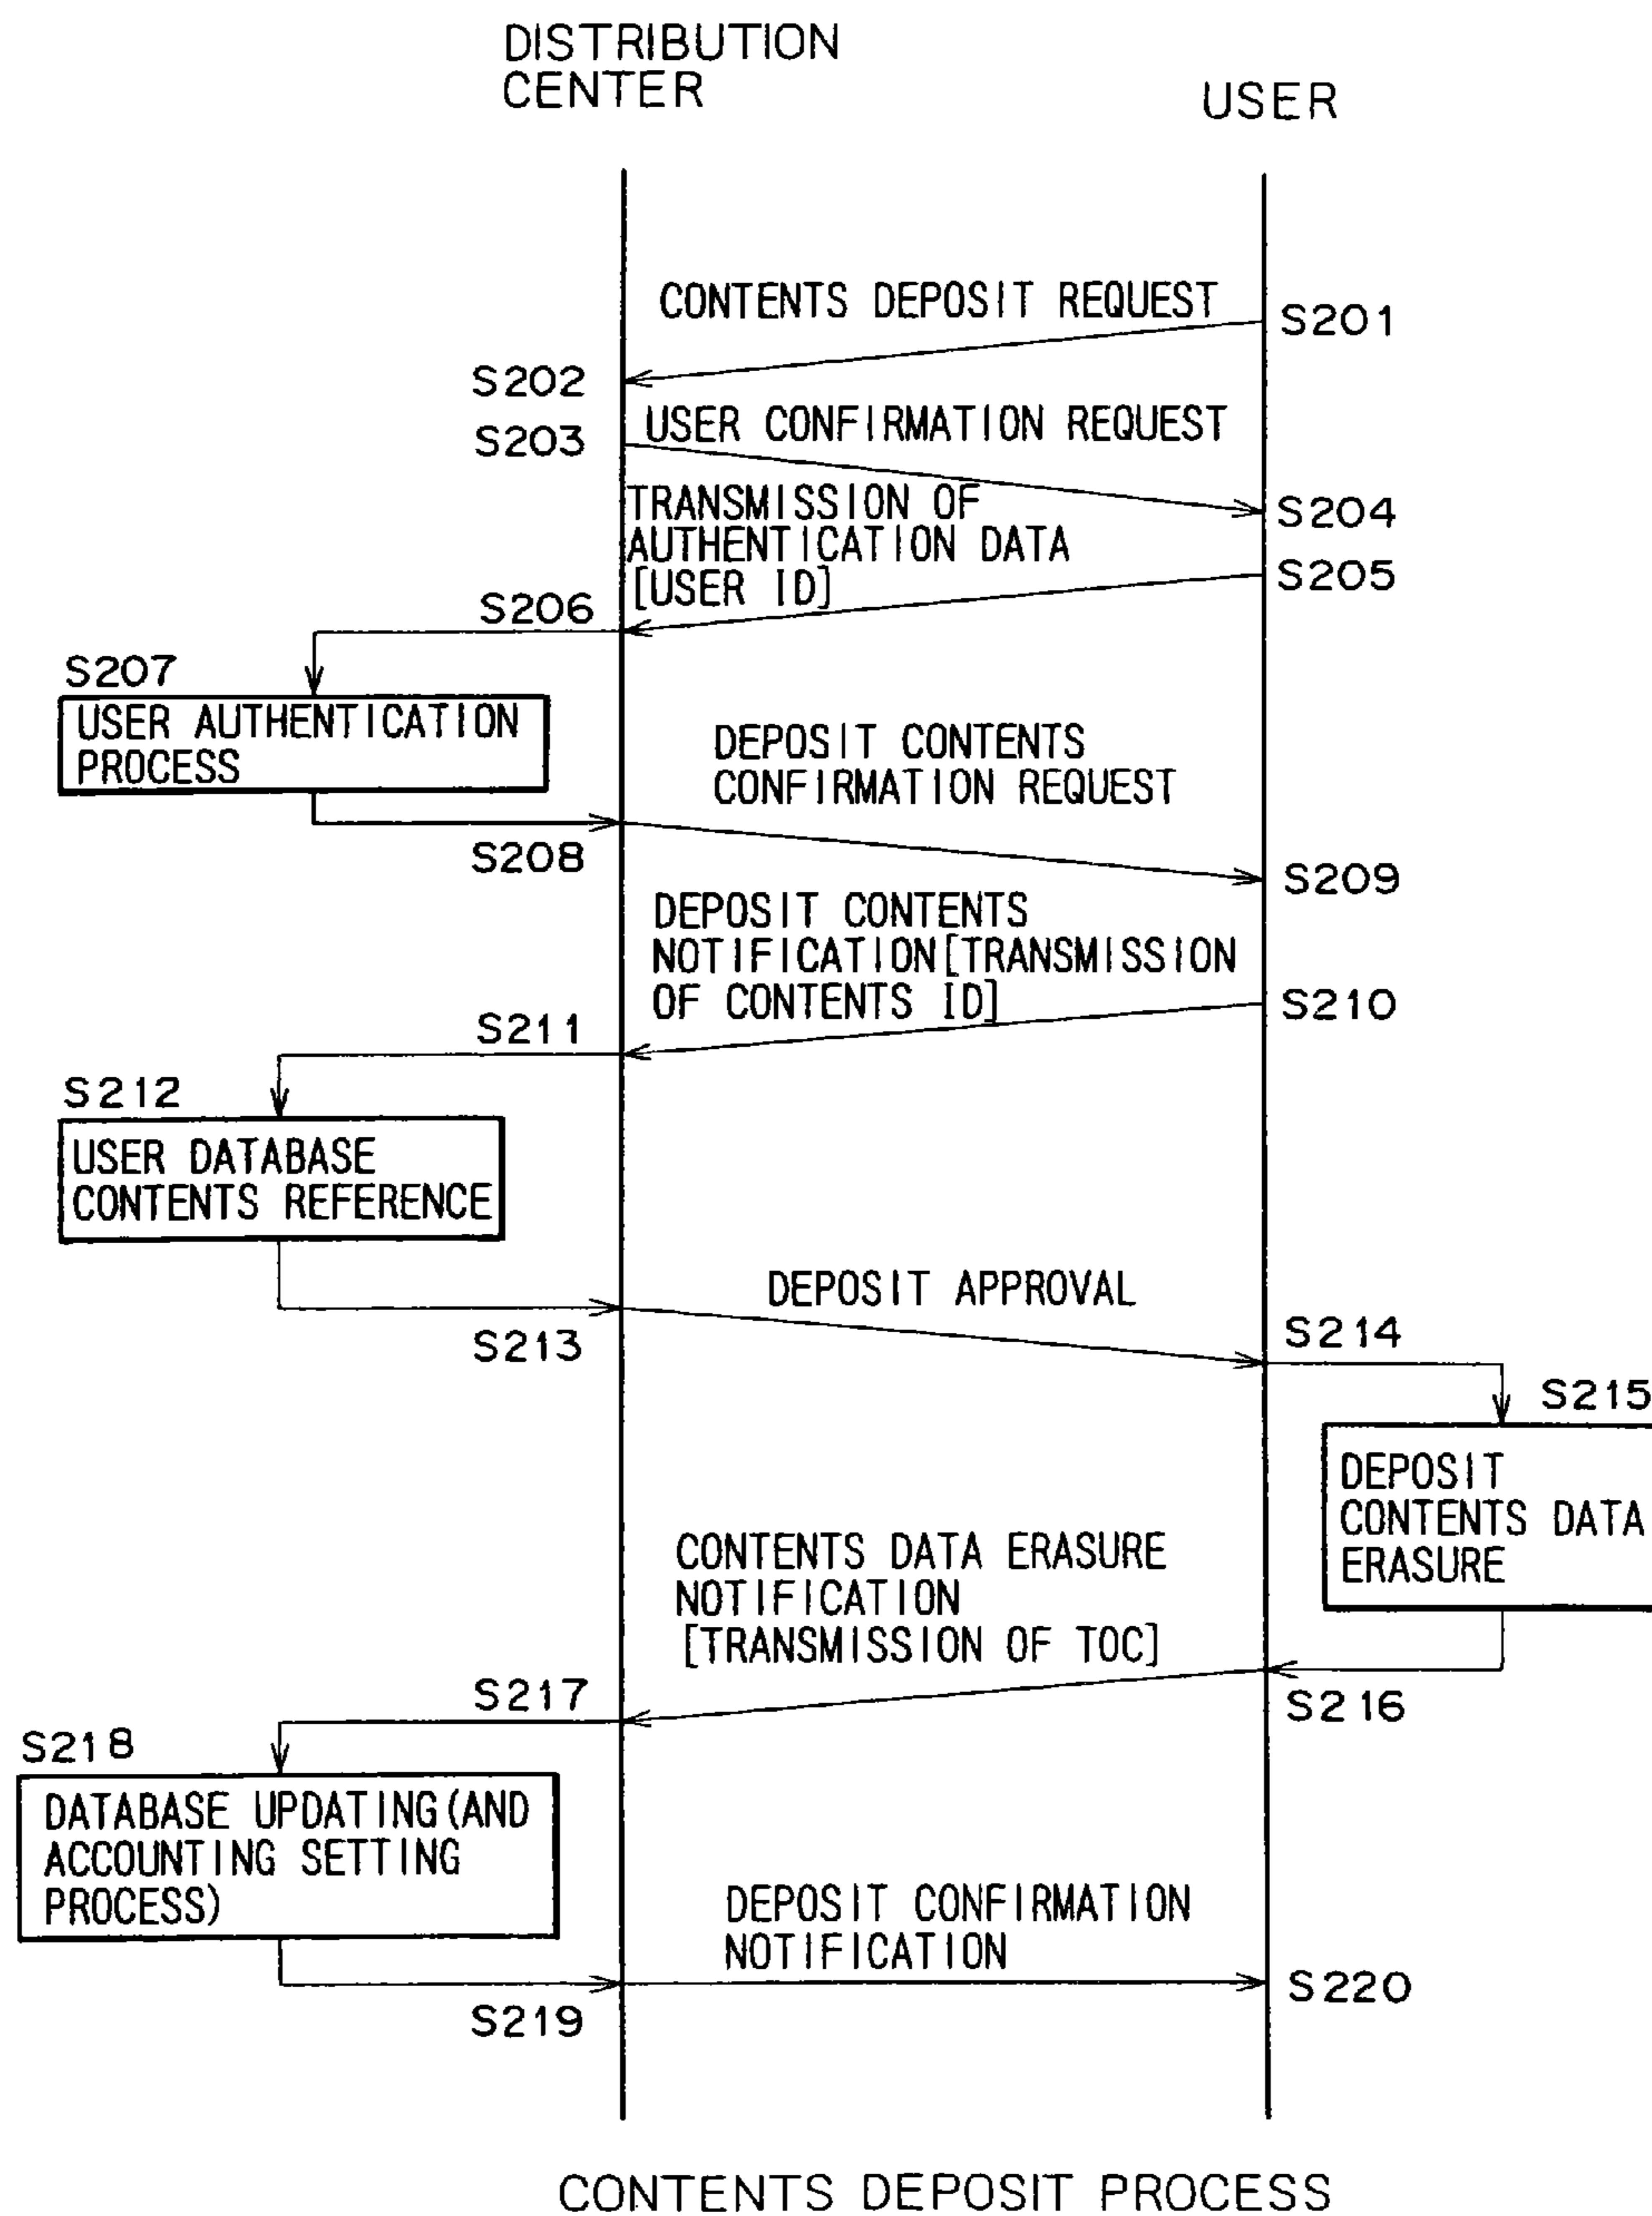 DISTRIBUTION
CENTER
USER
CONTENTS DEPOSIT REQUEST
S201
S202
USER CONFIRMATION REQUEST
S203
TRANSMISSION OF
S204
AUTHENTICATION DATA
[USER ID]
S205
S206
S207
USER AUTHENTICATION
PROCESS
DEPOSIT CONTENTS
CONFIRMATION REQUEST
S208
S209
DEPOSIT CONTENTS
NOTIFICATION[TRANSMISSION
OF CONTENTS ID]
S210
S211
S212
USER DATABASE
CONTENTS REFERENCE
DEPOSIT APPROVAL
S213
S214
S215
DEPOSIT
CONTENTS DATA
ERASURE
CONTENTS DATA ERASURE
NOTIFICATION
[TRANSMISSION OF TOC]
S216
S217
S218
DATABASE UPDATING(AND
ACCOUNTING SETTING
PROCESS)
DEPOSIT CONFIRMATION
NOTIFICATION
S219
S220
CONTENTS DEPOSIT PROCESS